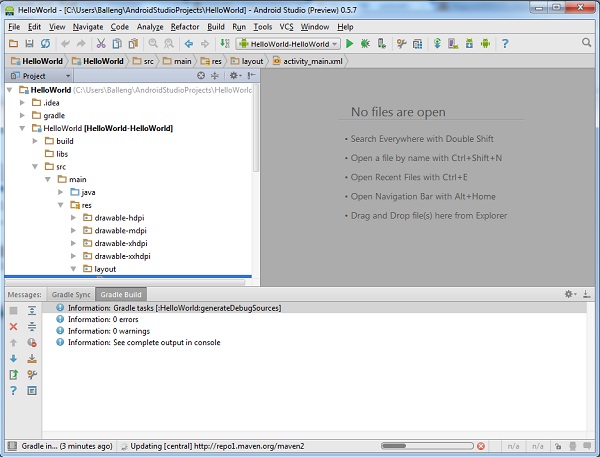 HelloWorld - [C:\Users\Balleng\AndroidStudioProjects\HelloWorld] - Android Studio (Preview) 0.5.7
File Edit View Navigate Code Analyze Refactor Build Run Tools VCS Window Help
HelloWorld-HelloWorld
HelloWorld HelloWorld src main res layout activity_main.xml
Project
HelloWorld (C:\Users\Balleng\AndroidStudioProjects\HelloWorld
.idea
gradle
HelloWorld [HelloWorld-HelloWorld]
build
libs
src
main
java
res
drawable-hdpi
drawable-mdpi
drawable-xhdpi
drawable-xxhdpi
layout
No files are open
• Search Everywhere with Double Shift
• Open a file by name with Ctrl+Shift+N
• Open Recent Files with Ctrl+E
• Open Navigation Bar with Alt+Home
• Drag and Drop file(s) here from Explorer
Messages: Gradle Sync Gradle Build
Information: Gradle tasks [:HelloWorld:generateDebugSources]
Information: 0 errors
Information: 0 warnings
Information: See complete output in console
Gradle in... (3 minutes ago) Updating [central] http://repo1.maven.org/maven2 n/a n/a